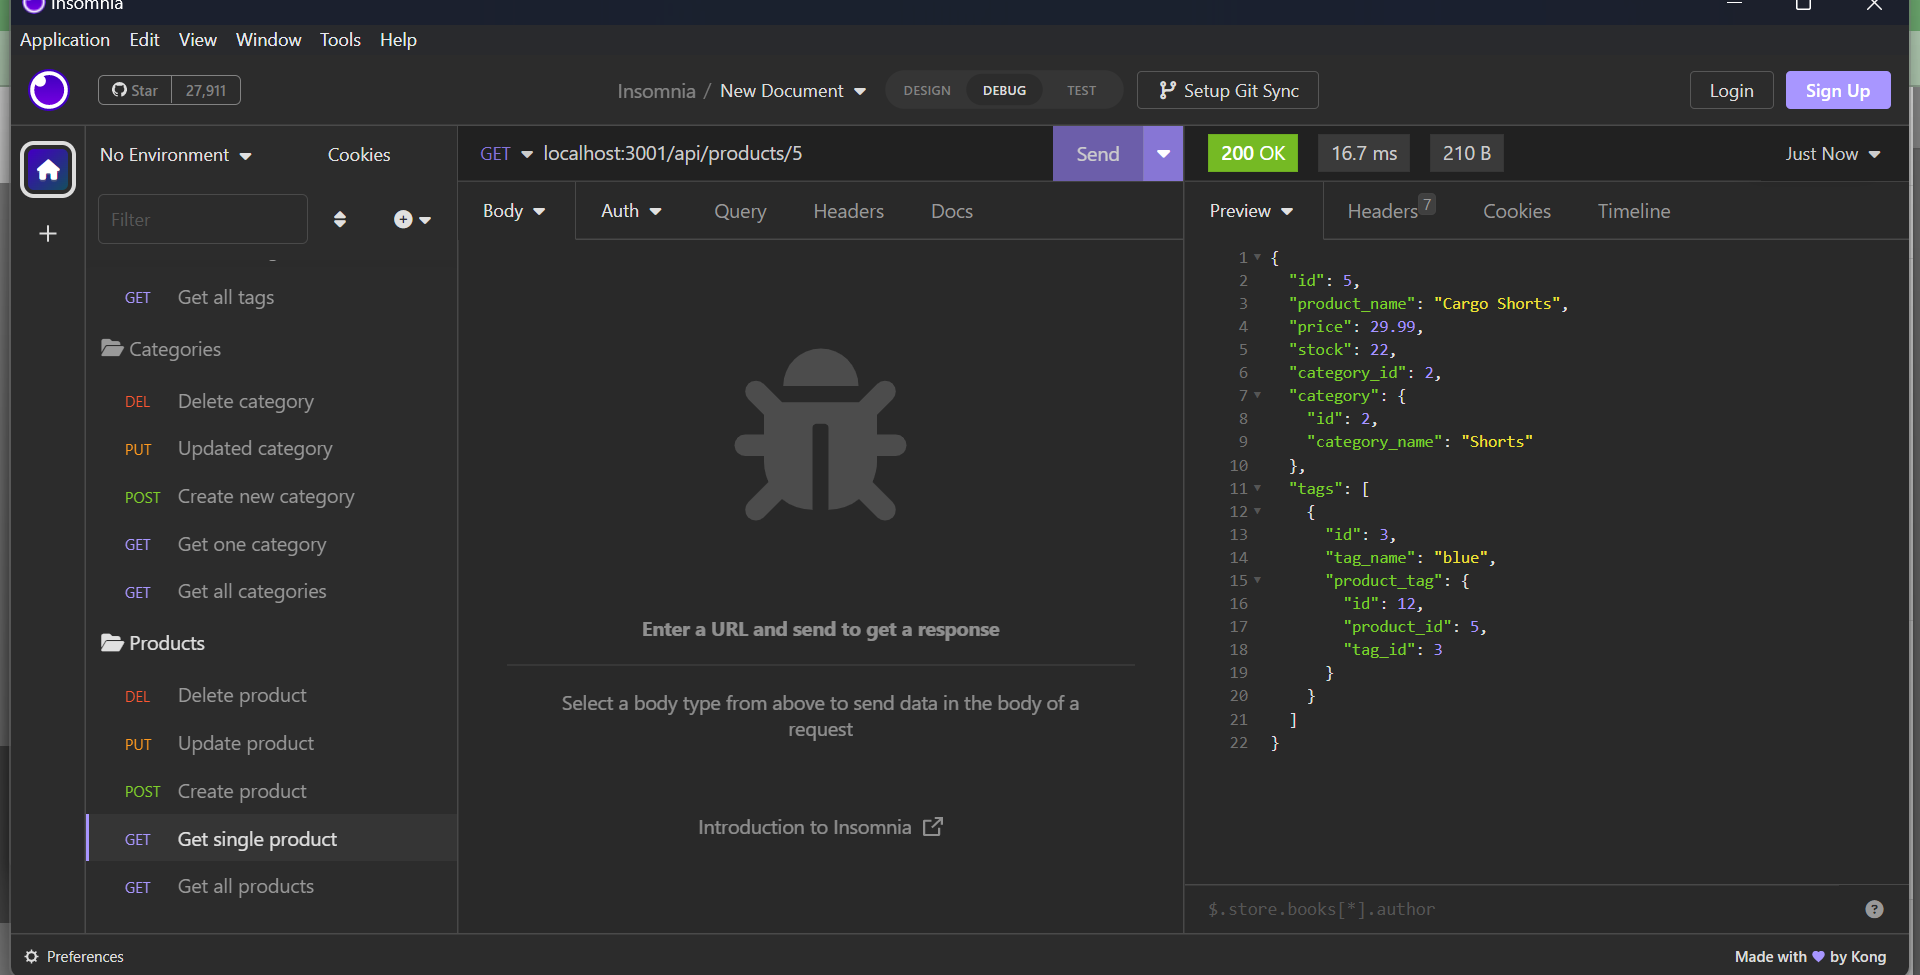 Insomnia
Application Edit View Window Tools Help
Star 27,911
Insomnia / New Document
DESIGN DEBUG TEST
Setup Git Sync
Login
Sign Up
No Environment
Cookies
Filter
GET Get all tags
Categories
DEL Delete category
PUT Updated category
POST Create new category
GET Get one category
GET Get all categories
Products
DEL Delete product
PUT Update product
POST Create product
GET Get single product
GET Get all products
GET localhost:3001/api/products/5
Send
Body Auth Query Headers Docs
Enter a URL and send to get a response
Select a body type from above to send data in the body of a
request
Introduction to Insomnia
200 OK 16.7 ms 210 B
Just Now
Preview Headers 7 Cookies Timeline
1 {
2 "id": 5,
3 "product_name": "Cargo Shorts",
4 "price": 29.99,
5 "stock": 22,
6 "category_id": 2,
7 "category": {
8 "id": 2,
9 "category_name": "Shorts"
10 },
11 "tags": [
12 {
13 "id": 3,
14 "tag_name": "blue",
15 "product_tag": {
16 "id": 12,
17 "product_id": 5,
18 "tag_id": 3
19 }
20 }
21 ]
22 }
$.store.books[*].author
?
Preferences
Made with by Kong